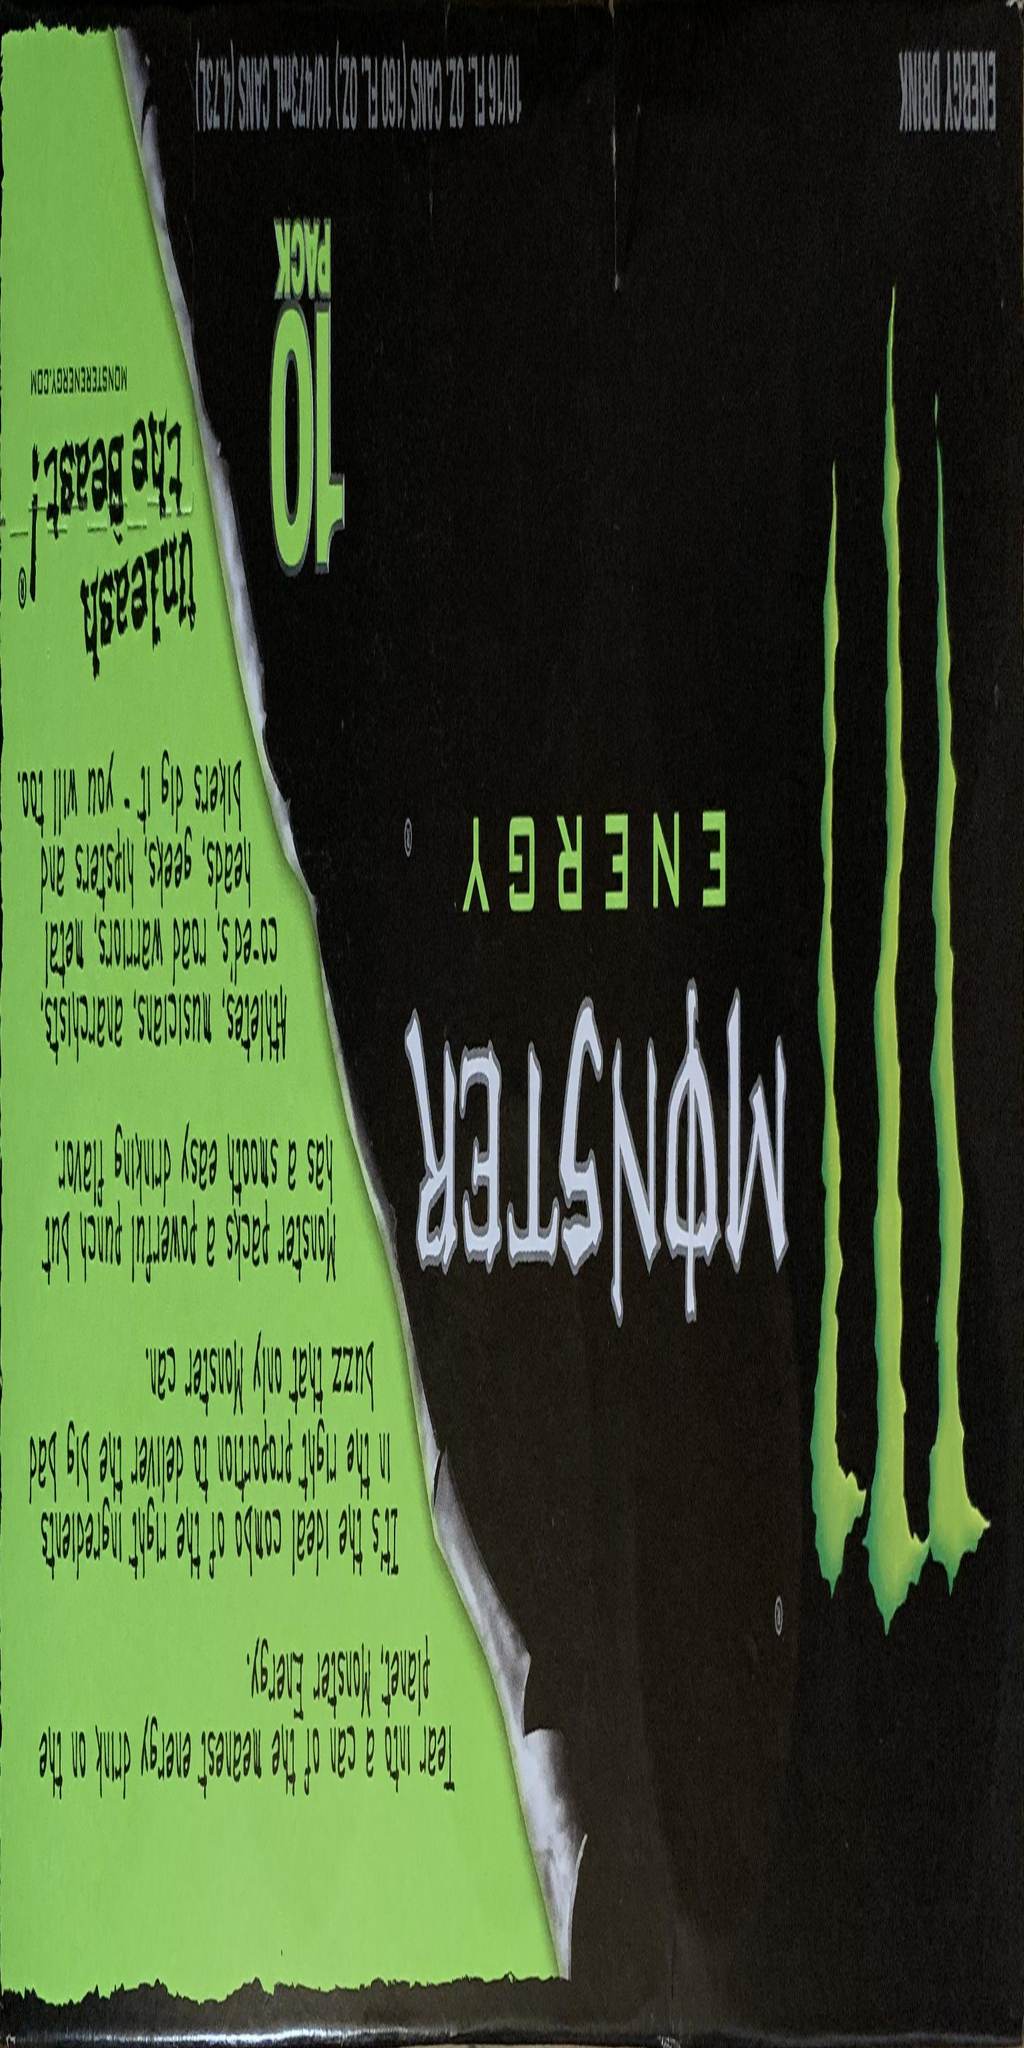 MONSTER
ENERGY
®
®
10
PACK
ENERGY DRINK
10/16 FL. OZ. CANS (160 FL. OZ.) 10/473mL CANS (4.73L)
Tear into a can of the meanest energy drink on the
planet, Monster Energy.
It's the ideal combo of the right ingredients
in the right proportion to deliver the big bad
buzz that only Monster can.
Monster packs a powerful punch but
has a smooth easy drinking flavor.
Athletes, musicians, anarchists,
co-ed's, road warriors, metal
heads, geeks, hipsters and
bikers dig it - you will too.
Unleash
the Beast!®
MONSTERENERGY.COM